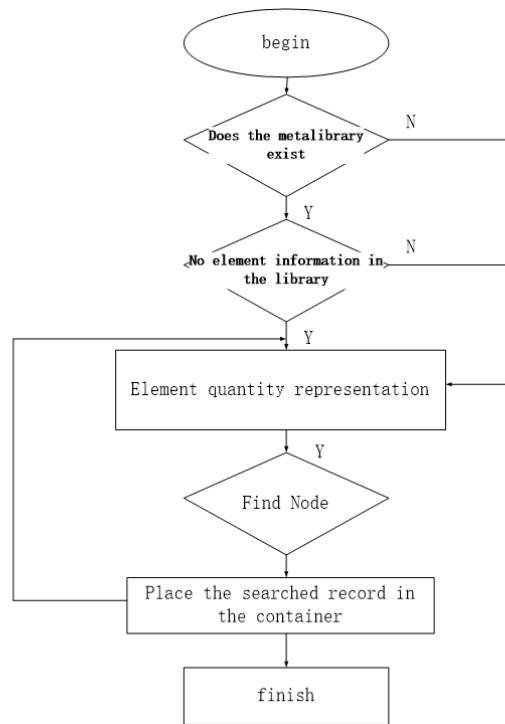 begin
N
Does the metalibrary
exist
Y
N
No element information in
the library
Y
Element quantity representation
Y
Find Node
Place the searched record in
the container
finish